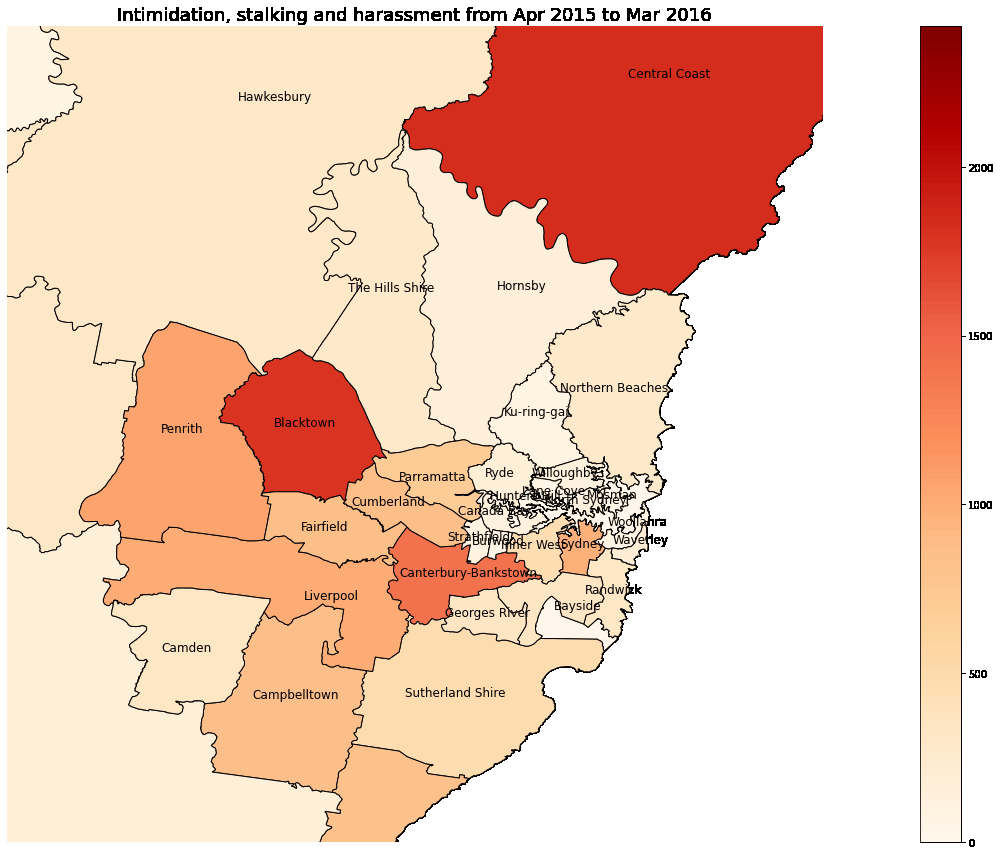 Intimidation, stalking and harassment from Apr 2015 to Mar 2016
Central Coast
Hawkesbury
2000
The Hills Shire
Hornsby
1500
Northern Beaches
Ku-ring-gai
Blacktown
Penrith
Ryde
Willoughby
Parramatta
Lane Cove
Mosman
Hunters Hill
North Sydney
Cumberland
1000
Canada Bay
Woollahra
Fairfield
Strathfield
Burwood
Waverley
Inner West
Sydney
Canterbury-Bankstown
Liverpool
Randwick
Bayside
Georges River
Camden
500
Sutherland Shire
Campbelltown
0